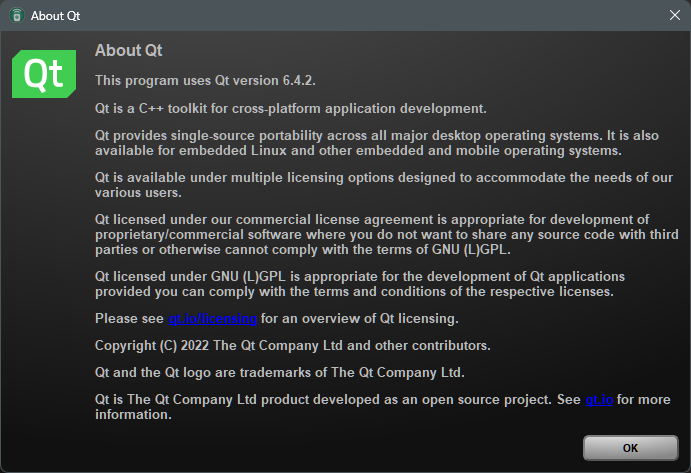 About Qt
Qt
About Qt
This program uses Qt version 6.4.2.
Qt is a C++ toolkit for cross-platform application development.
Qt provides single-source portability across all major desktop operating systems. It is also
available for embedded Linux and other embedded and mobile operating systems.
Qt is available under multiple licensing options designed to accommodate the needs of our
various users.
Qt licensed under our commercial license agreement is appropriate for development of
proprietary/commercial software where you do not want to share any source code with third
parties or otherwise cannot comply with the terms of GNU (L)GPL.
Qt licensed under GNU (L)GPL is appropriate for the development of Qt applications
provided you can comply with the terms and conditions of the respective licenses.
Please see qt.io/licensing for an overview of Qt licensing.
Copyright (C) 2022 The Qt Company Ltd and other contributors.
Qt and the Qt logo are trademarks of The Qt Company Ltd.
Qt is The Qt Company Ltd product developed as an open source project. See qt.io for more
information.
OK